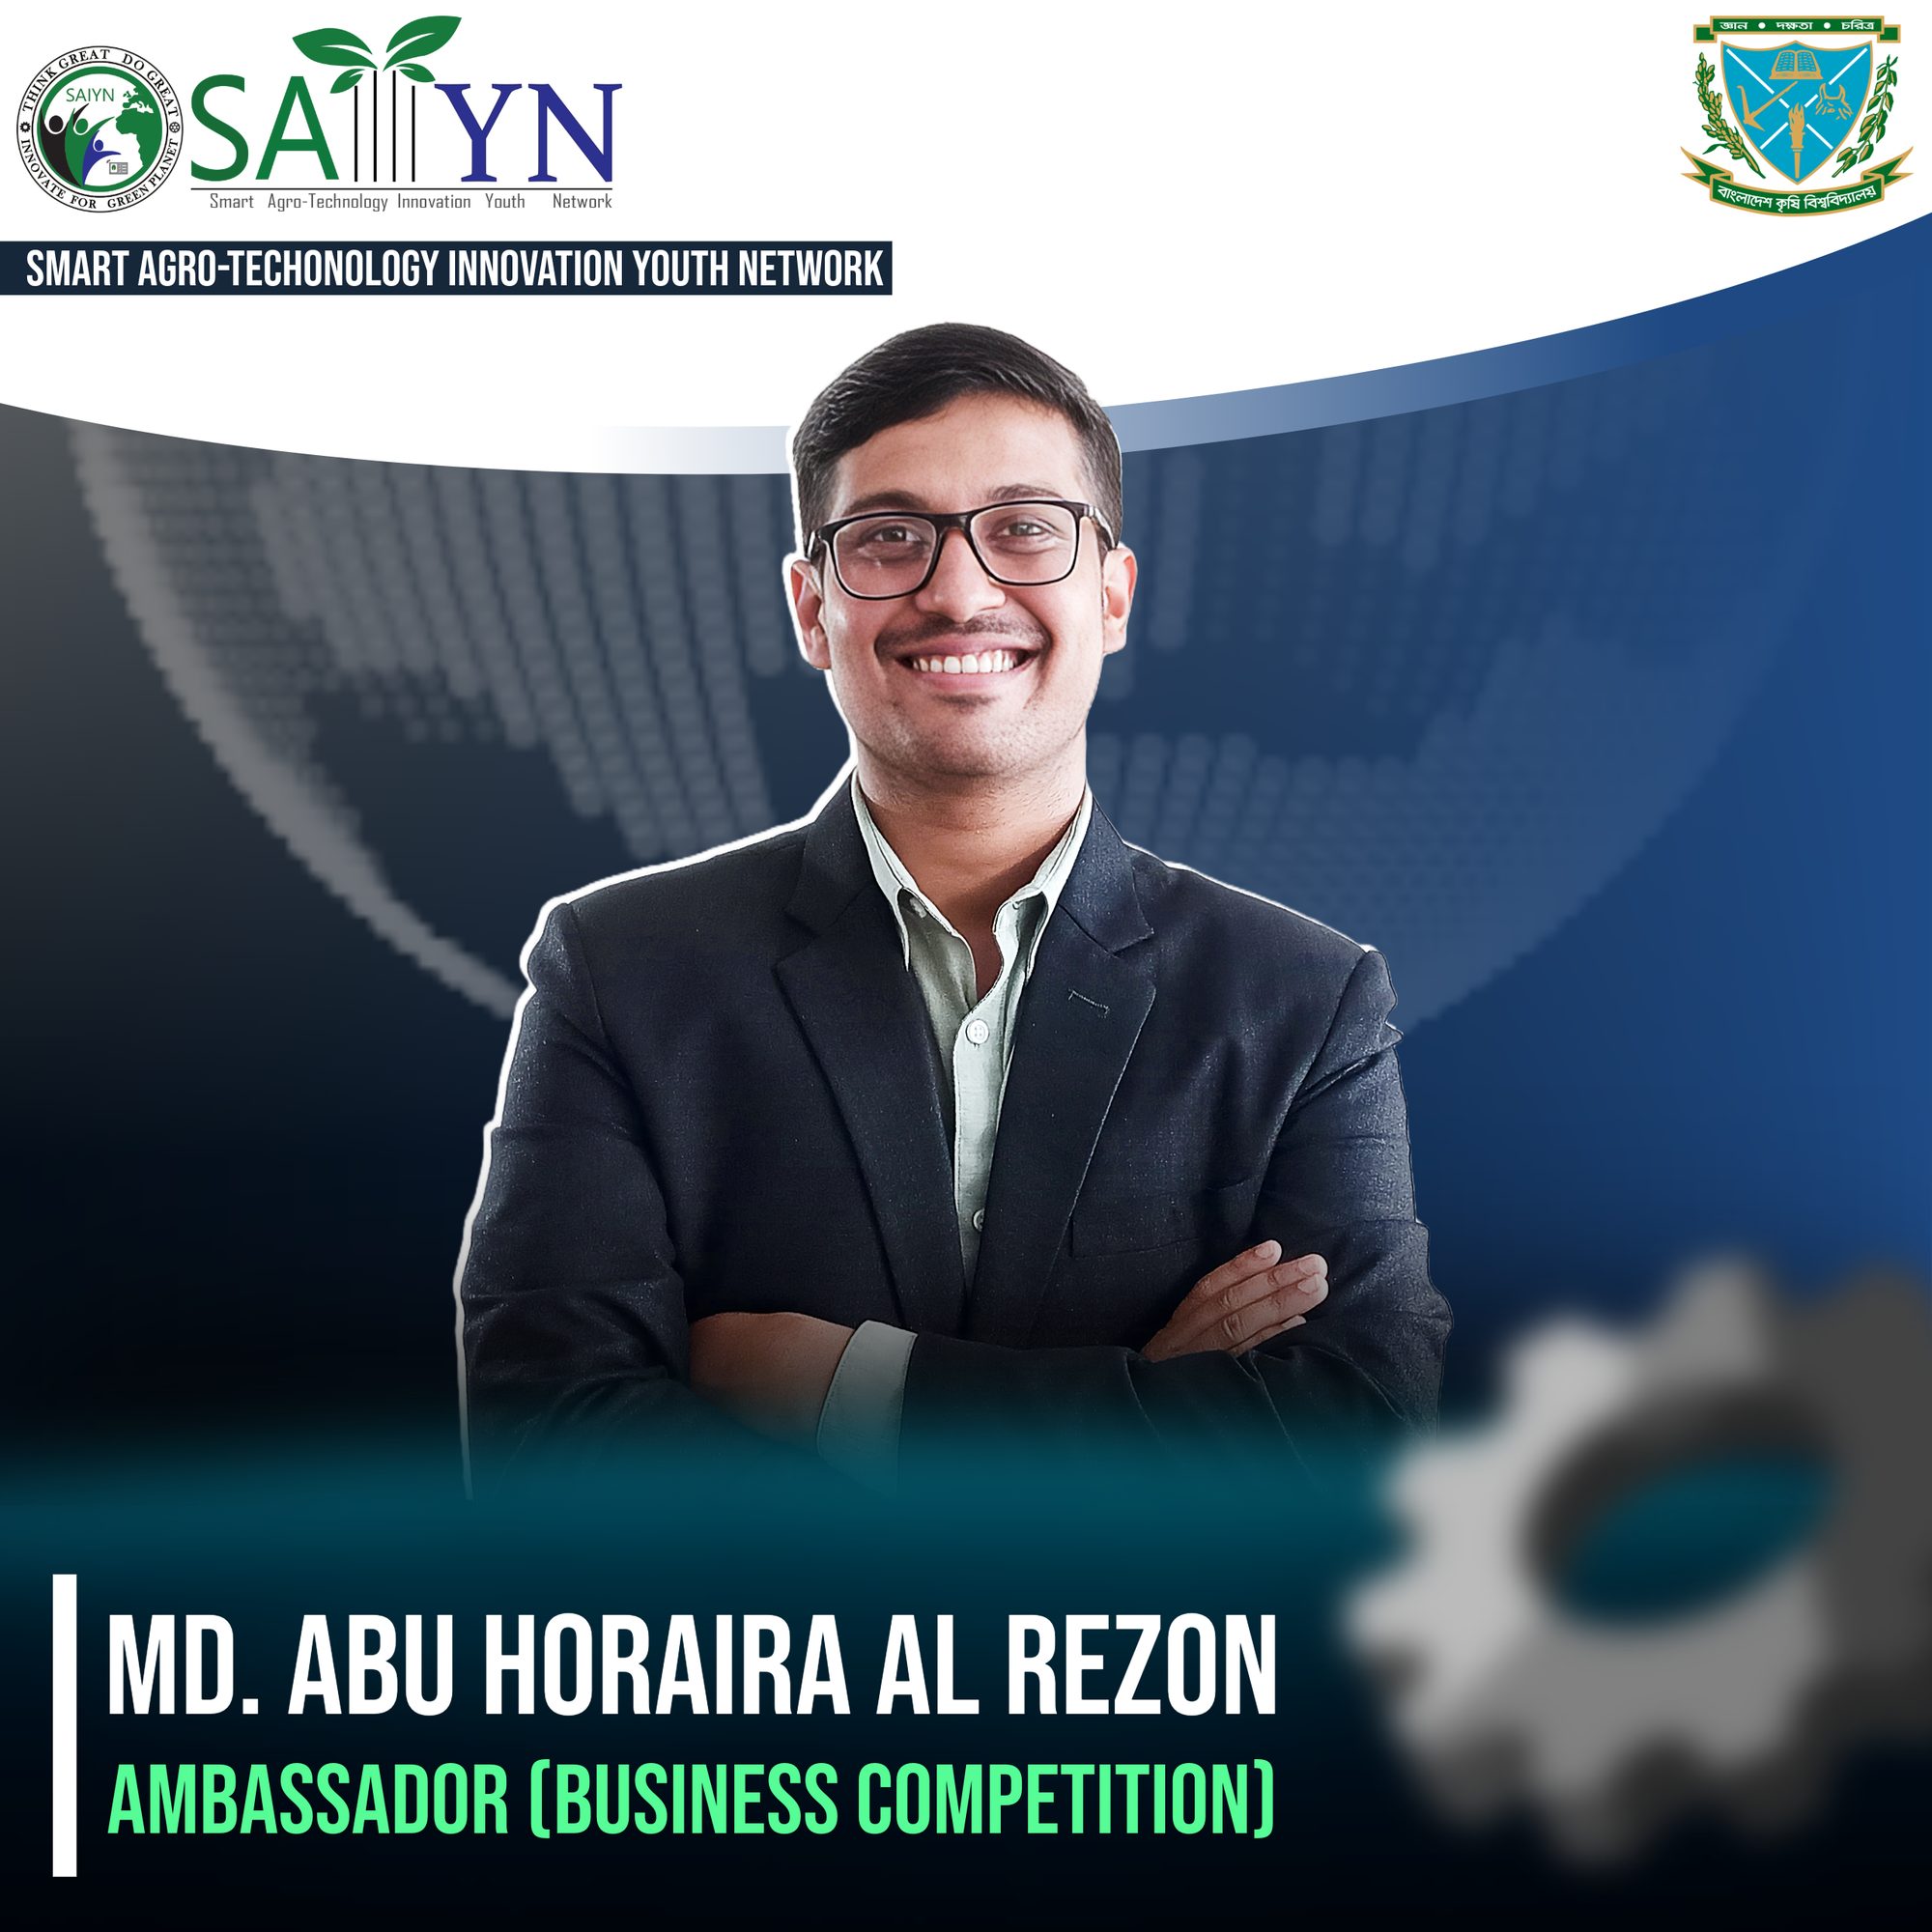 THINK GREAT DO GREAT
SAIYN
INNOVATE FOR GREEN PLANET
SAIYN
Smart Agro-Technology Innovation Youth Network
জ্ঞান • দক্ষতা • চরিত্র
বাংলাদেশ কৃষি বিশ্ববিদ্যালয়
SMART AGRO-TECHONOLOGY INNOVATION YOUTH NETWORK
MD. ABU HORAIRA AL REZON
AMBASSADOR (BUSINESS COMPETITION)